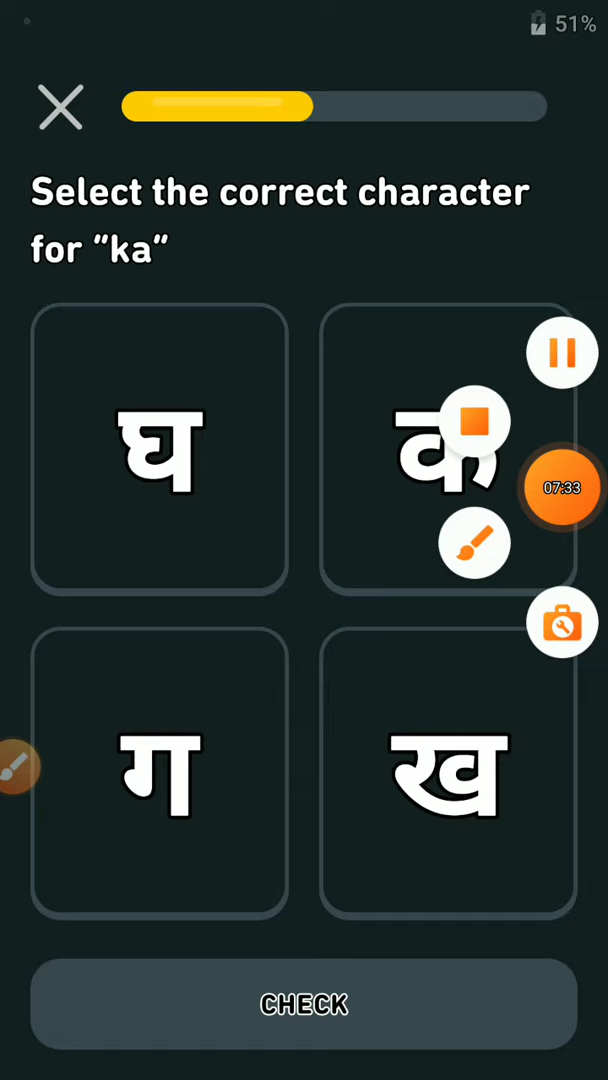 51%
Select the correct character
for "ka"
घ
क
07:33
ग
ख
CHECK